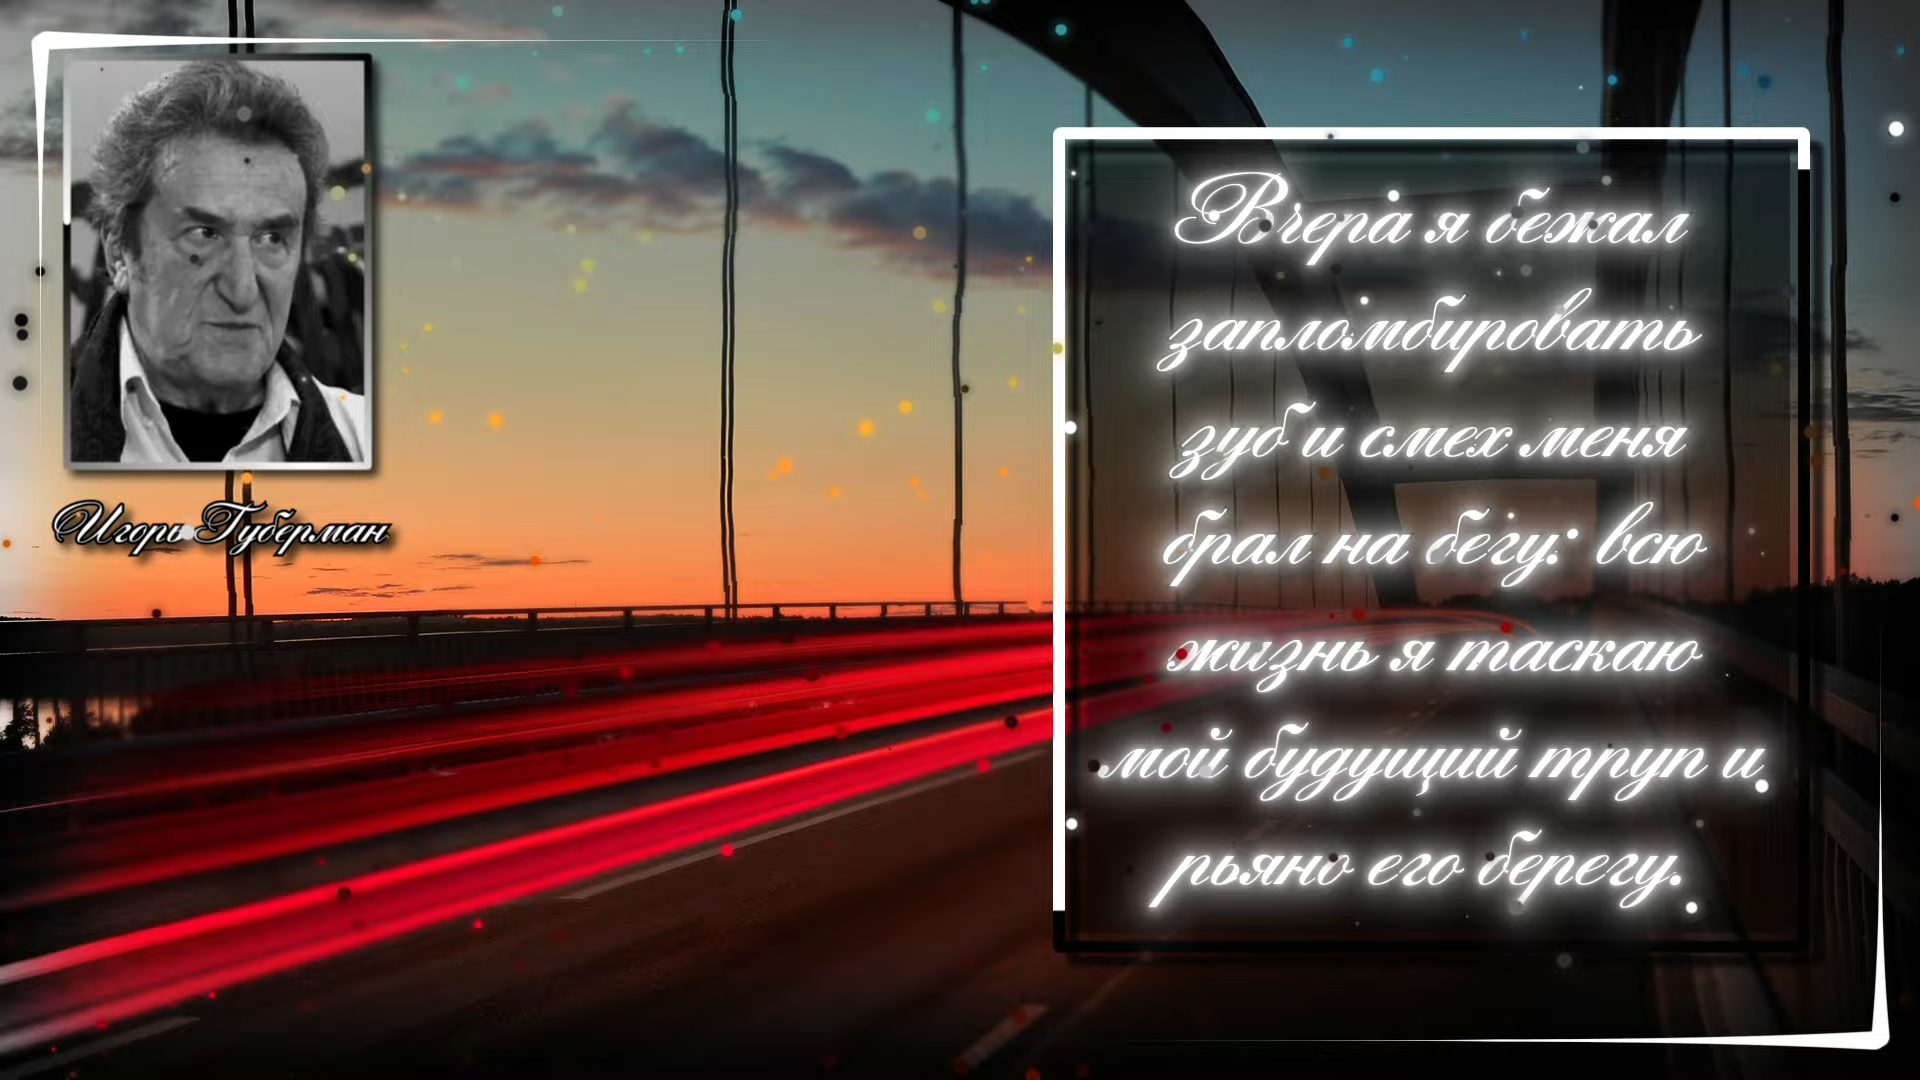 Игорь Губерман
Вчера я бежал
запломбировать
зуб и смех меня
брал на бегу: всю
жизнь я таскаю
мой будущий труп и
рьяно его берегу.